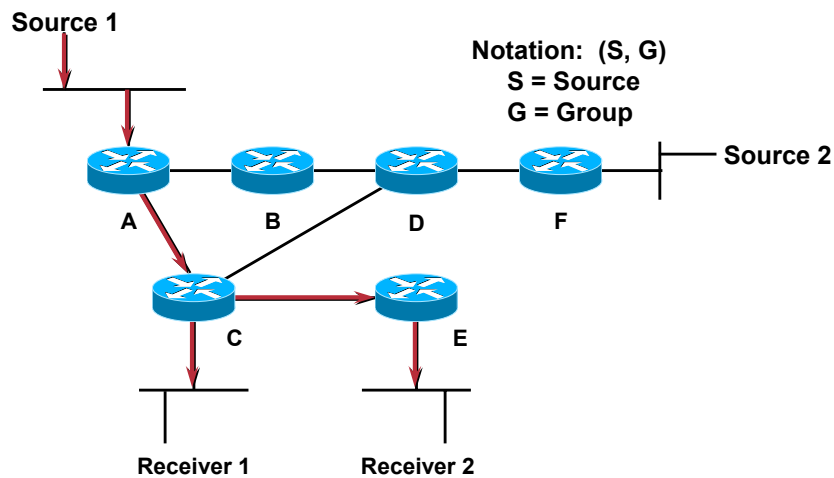 Source 1
Notation: (S, G)
S = Source
G = Group
Source 2
A
B
D
F
C
E
Receiver 1
Receiver 2